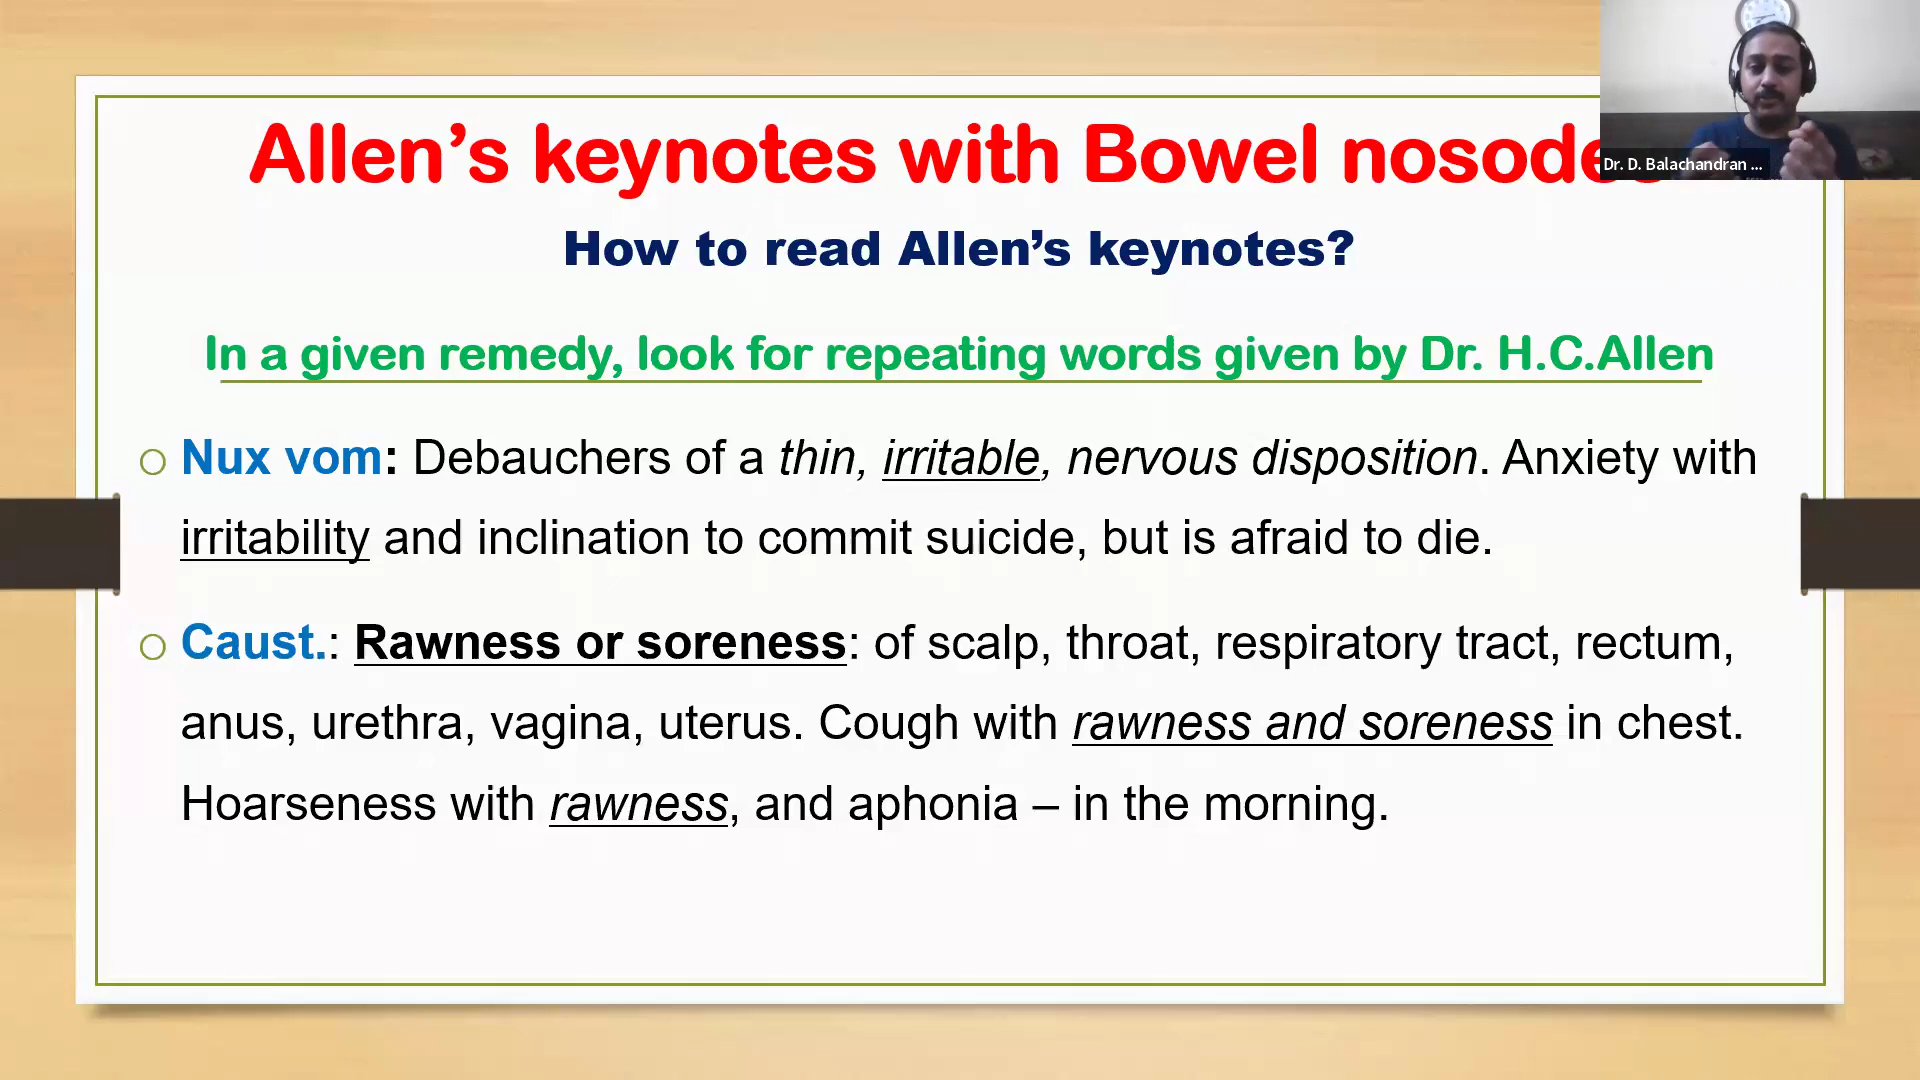 Allen’s keynotes with Bowel
Dr. D. Balachandran ...
How to read Allen’s keynotes?
In a given remedy, look for repeating words given by Dr. H.C.Allen
Nux vom: Debauchers of a thin, irritable, nervous disposition. Anxiety with
irritability and inclination to commit suicide, but is afraid to die.
Caust.: Rawness or soreness: of scalp, throat, respiratory tract, rectum,
anus, urethra, vagina, uterus. Cough with rawness and soreness in chest.
Hoarseness with rawness, and aphonia – in the morning.